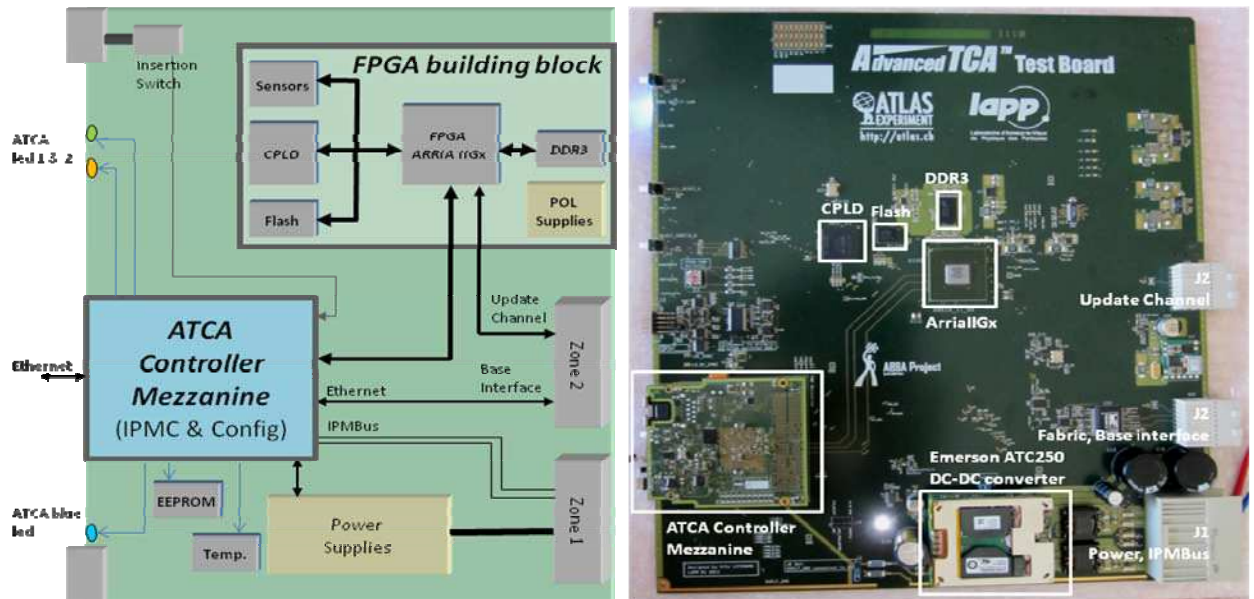 Insertion
Switch
FPGA building block
Sensors
CPLD
Flash
FPGA
ARRIA IIGx
DDR3
POL
Supplies
ATCA
led 1 & 2
Update
Channel
ATCA
Controller
Mezzanine
(IPMC & Config)
Ethernet
Ethernet
Base
Interface
IPMBus
Zone 2
Zone 1
EEPROM
ATCA blue
led
Temp.
Power
Supplies
AdvancedTCA™ Test Board
ATLAS
EXPERIMENT
http://atlas.ch
lapp
DDR3
CPLD
Flash
ArriaIIGx
J2
Update Channel
Project
J2
Fabric, Base interface
Emerson ATC250
DC-DC converter
ATCA Controller
Mezzanine
J1
Power, IPMBus